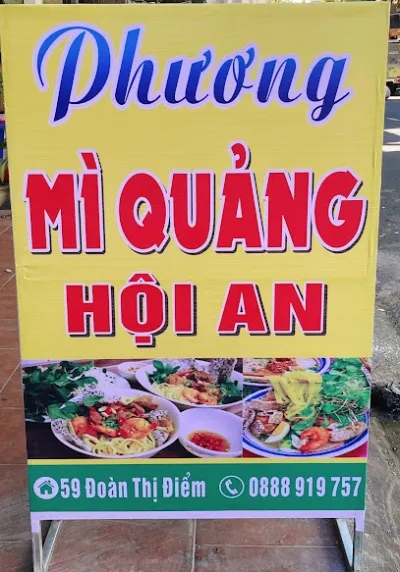 Phương
MÌ QUẢNG
HỘI AN
59 Đoàn Thị Điểm 0888 919 757